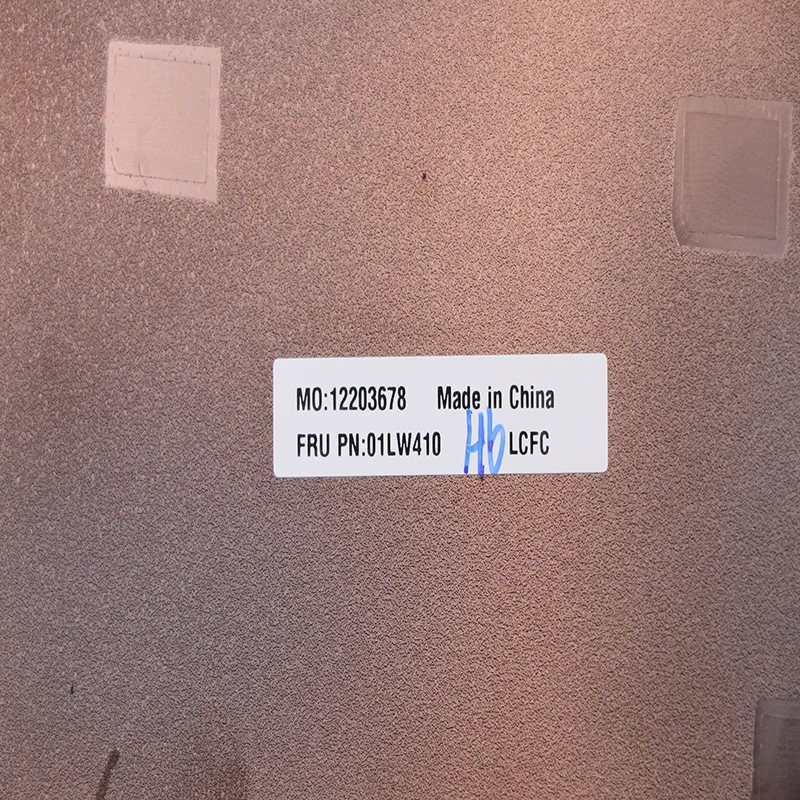 MO:12203678 Made in China
FRU PN:01LW410 H6 LCFC